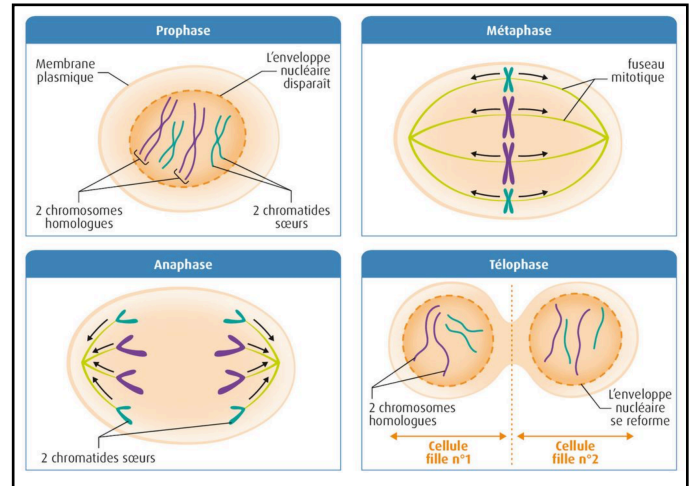 Prophase
Membrane
plasmique
L'enveloppe
nucléaire
disparaît
2 chromosomes
homologues
2 chromatides
sœurs
Métaphase
fuseau
mitotique
Anaphase
2 chromatides sœurs
Télophase
2 chromosomes
homologues
L'enveloppe
nucléaire
se reforme
Cellule
fille n°1
Cellule
fille n°2